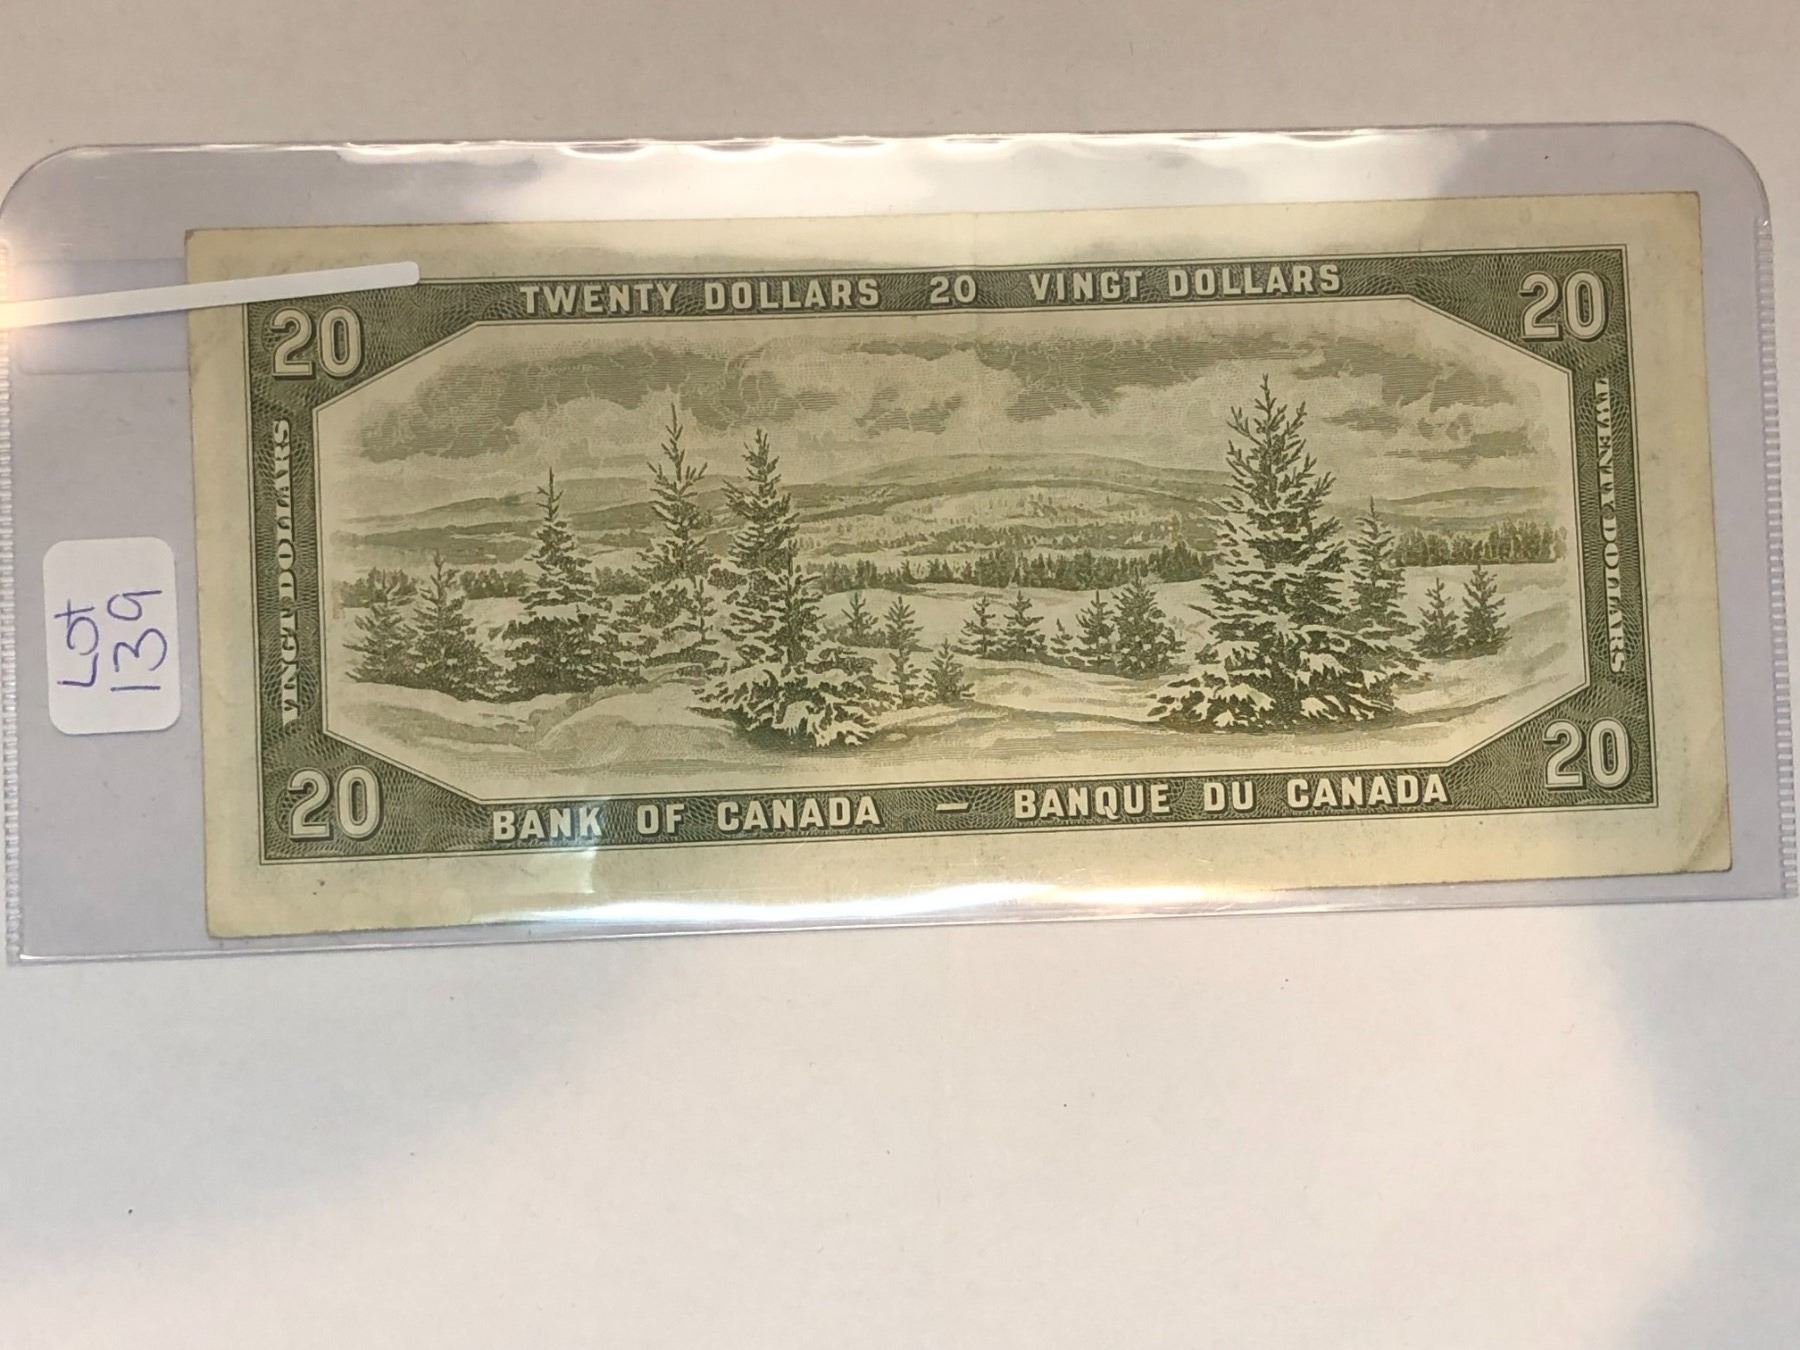 TWENTY DOLLARS 20 VINGT DOLLARS
20
20
VINGT DOLLARS
TWENTY DOLLARS
Lot
139
20
20
BANK OF CANADA — BANQUE DU CANADA